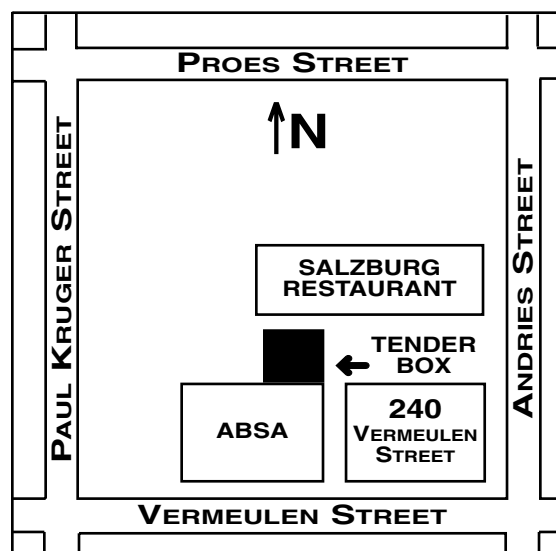 PROES STREET
N
PAUL KRUGER STREET
ANDRIES STREET
SALZBURG
RESTAURANT
TENDER
BOX
ABSA
240
VERMEULEN
STREET
VERMEULEN STREET